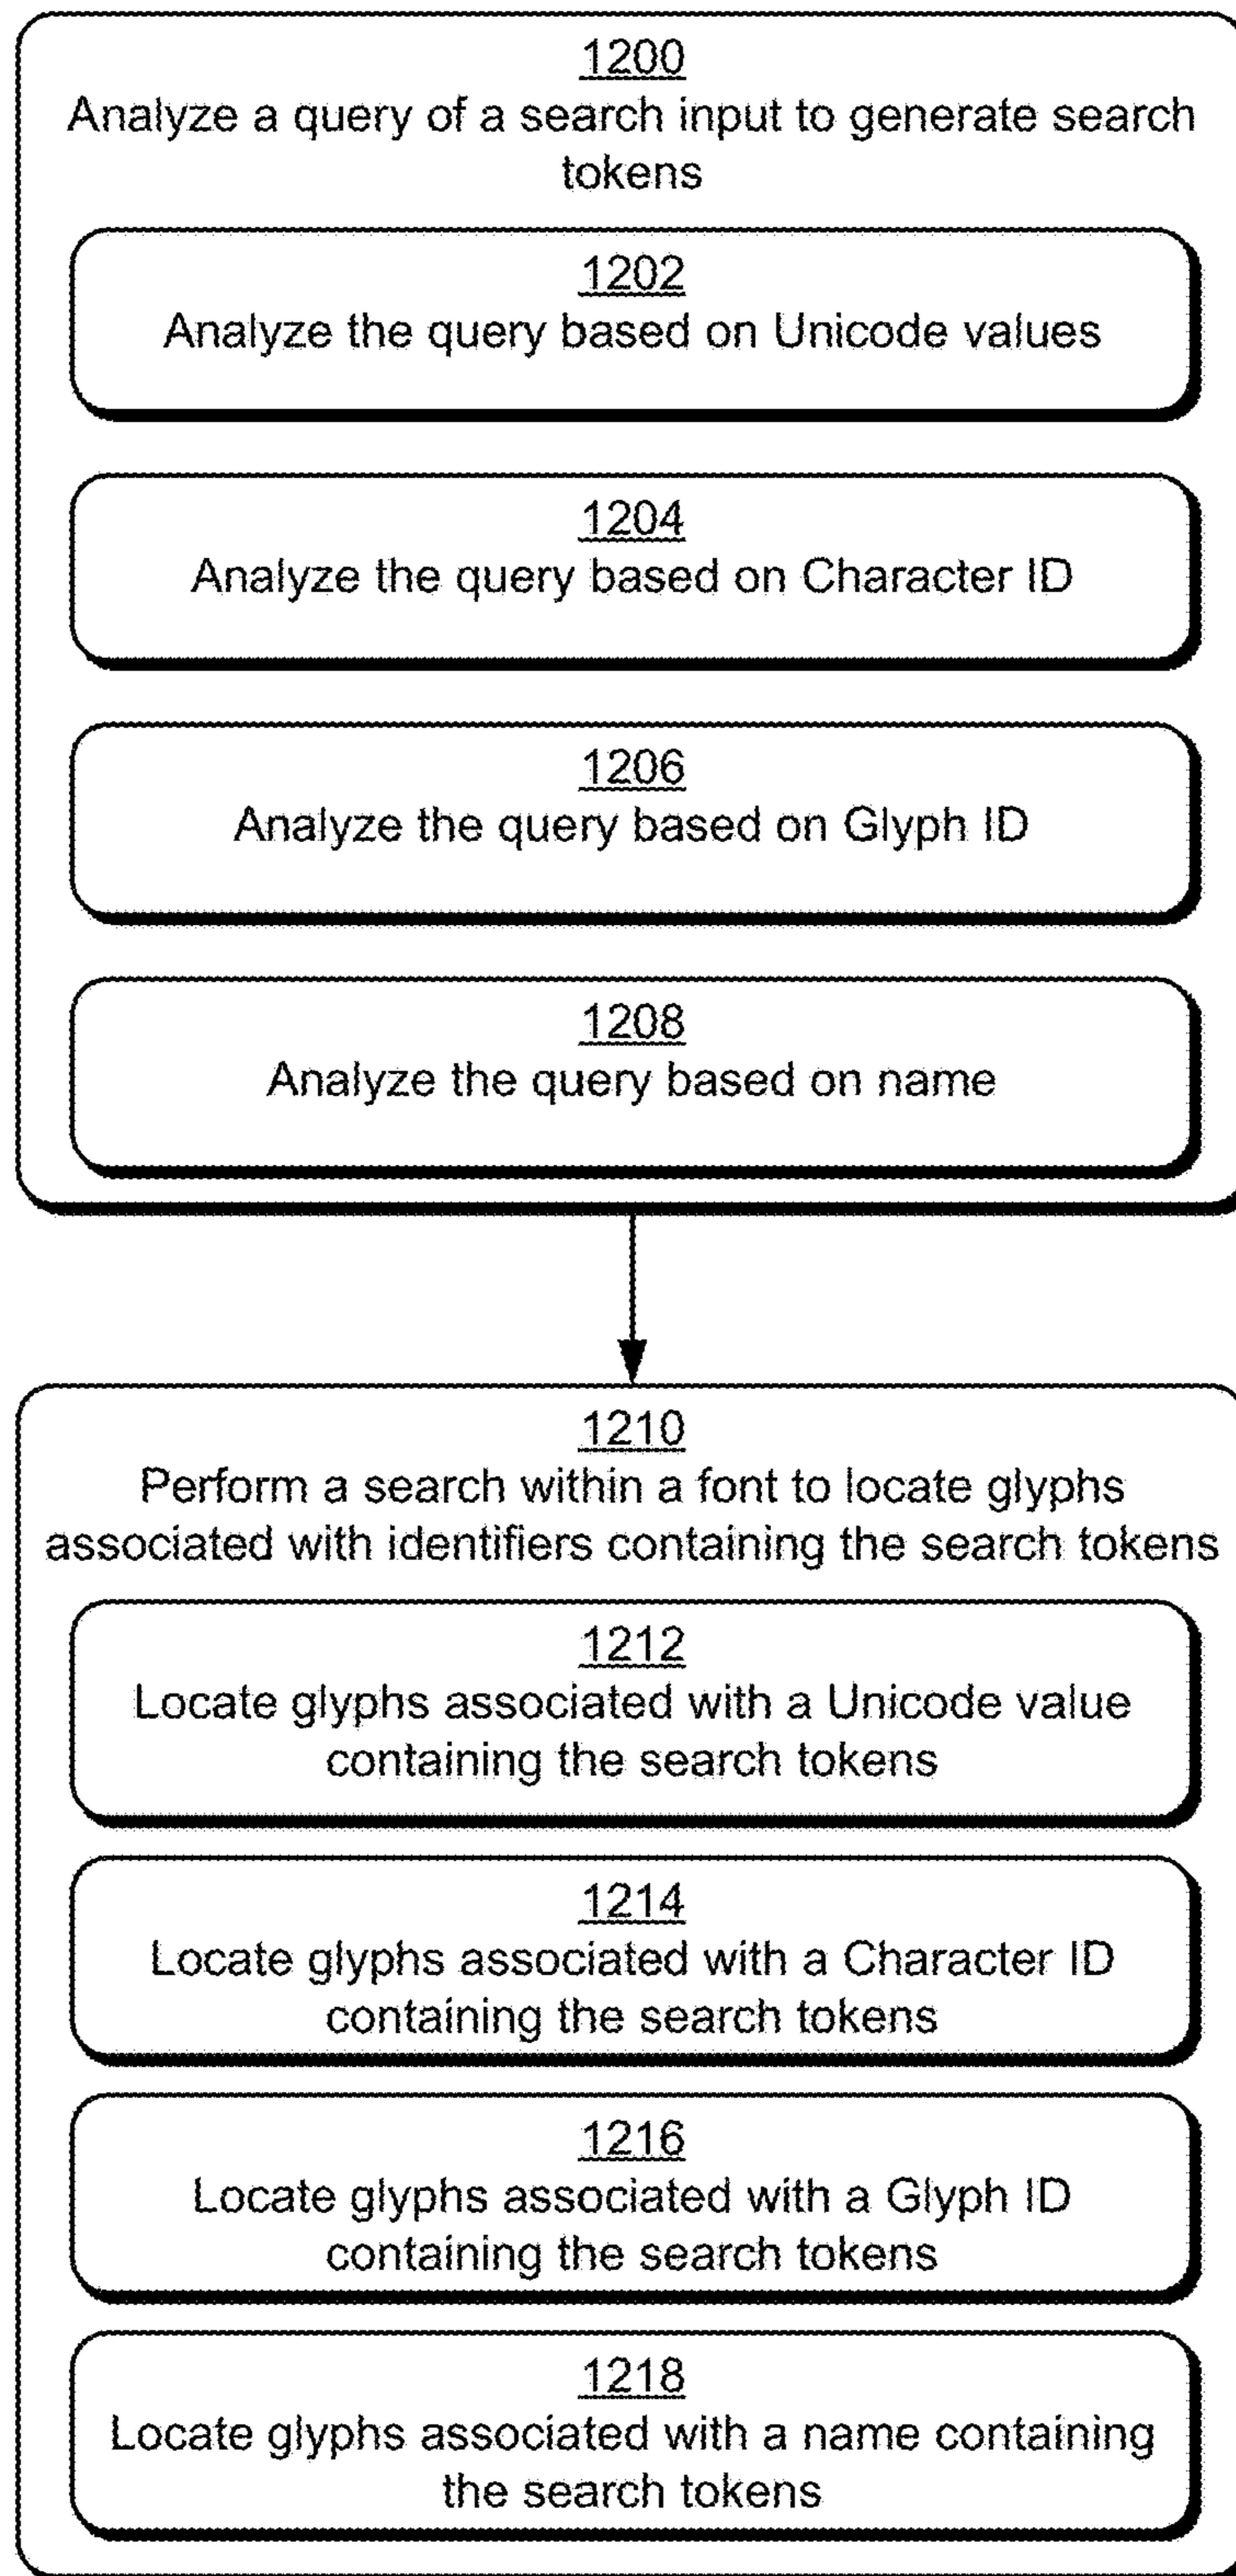 1200
Analyze a query of a search input to generate search
tokens
1202
Analyze the query based on Unicode values
1204
Analyze the query based on Character ID
1206
Analyze the query based on Glyph ID
1208
Analyze the query based on name
1210
Perform a search within a font to locate glyphs
associated with identifiers containing the search tokens
1212
Locate glyphs associated with a Unicode value
containing the search tokens
1214
Locate glyphs associated with a Character ID
containing the search tokens
1216
Locate glyphs associated with a Glyph ID
containing the search tokens
1218
Locate glyphs associated with a name containing
the search tokens